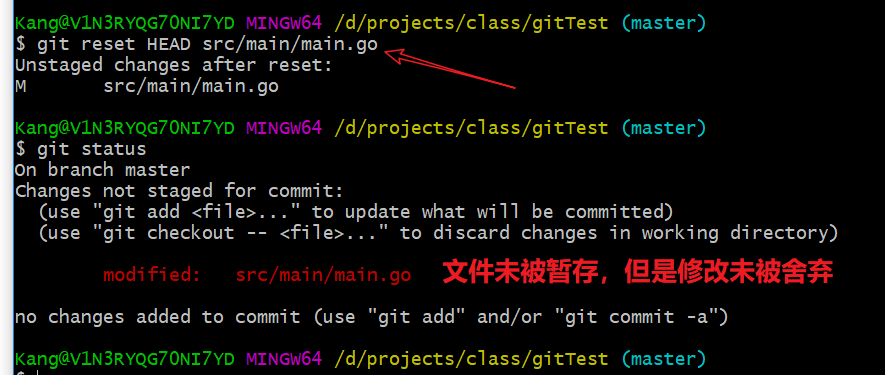 Kang@V1N3RYQG70NI7YD MINGW64 /d/projects/class/gitTest (master)
$ git reset HEAD src/main/main.go
Unstaged changes after reset:
M       src/main/main.go
Kang@V1N3RYQG70NI7YD MINGW64 /d/projects/class/gitTest (master)
$ git status
On branch master
Changes not staged for commit:
  (use "git add <file>..." to update what will be committed)
  (use "git checkout -- <file>..." to discard changes in working directory)
        modified:   src/main/main.go 文件未被暂存，但是修改未被舍弃
no changes added to commit (use "git add" and/or "git commit -a")
Kang@V1N3RYQG70NI7YD MINGW64 /d/projects/class/gitTest (master)